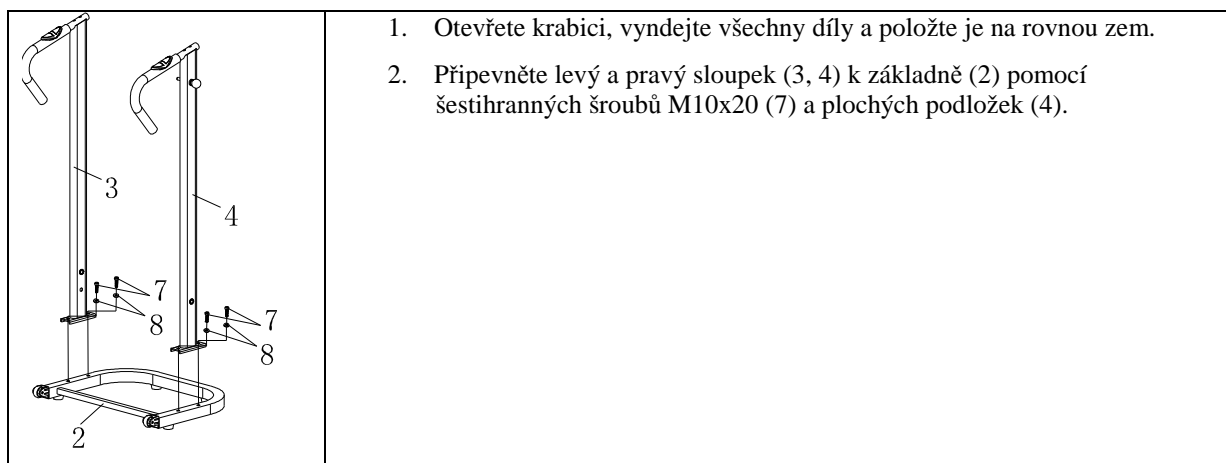 1. Otevřete krabici, vyndejte všechny díly a položte je na rovnou zem.
2. Připevněte levý a pravý sloupek (3, 4) k základně (2) pomocí
šestihranných šroubů M10x20 (7) a plochých podložek (4).
3
4
7
8
7
8
2